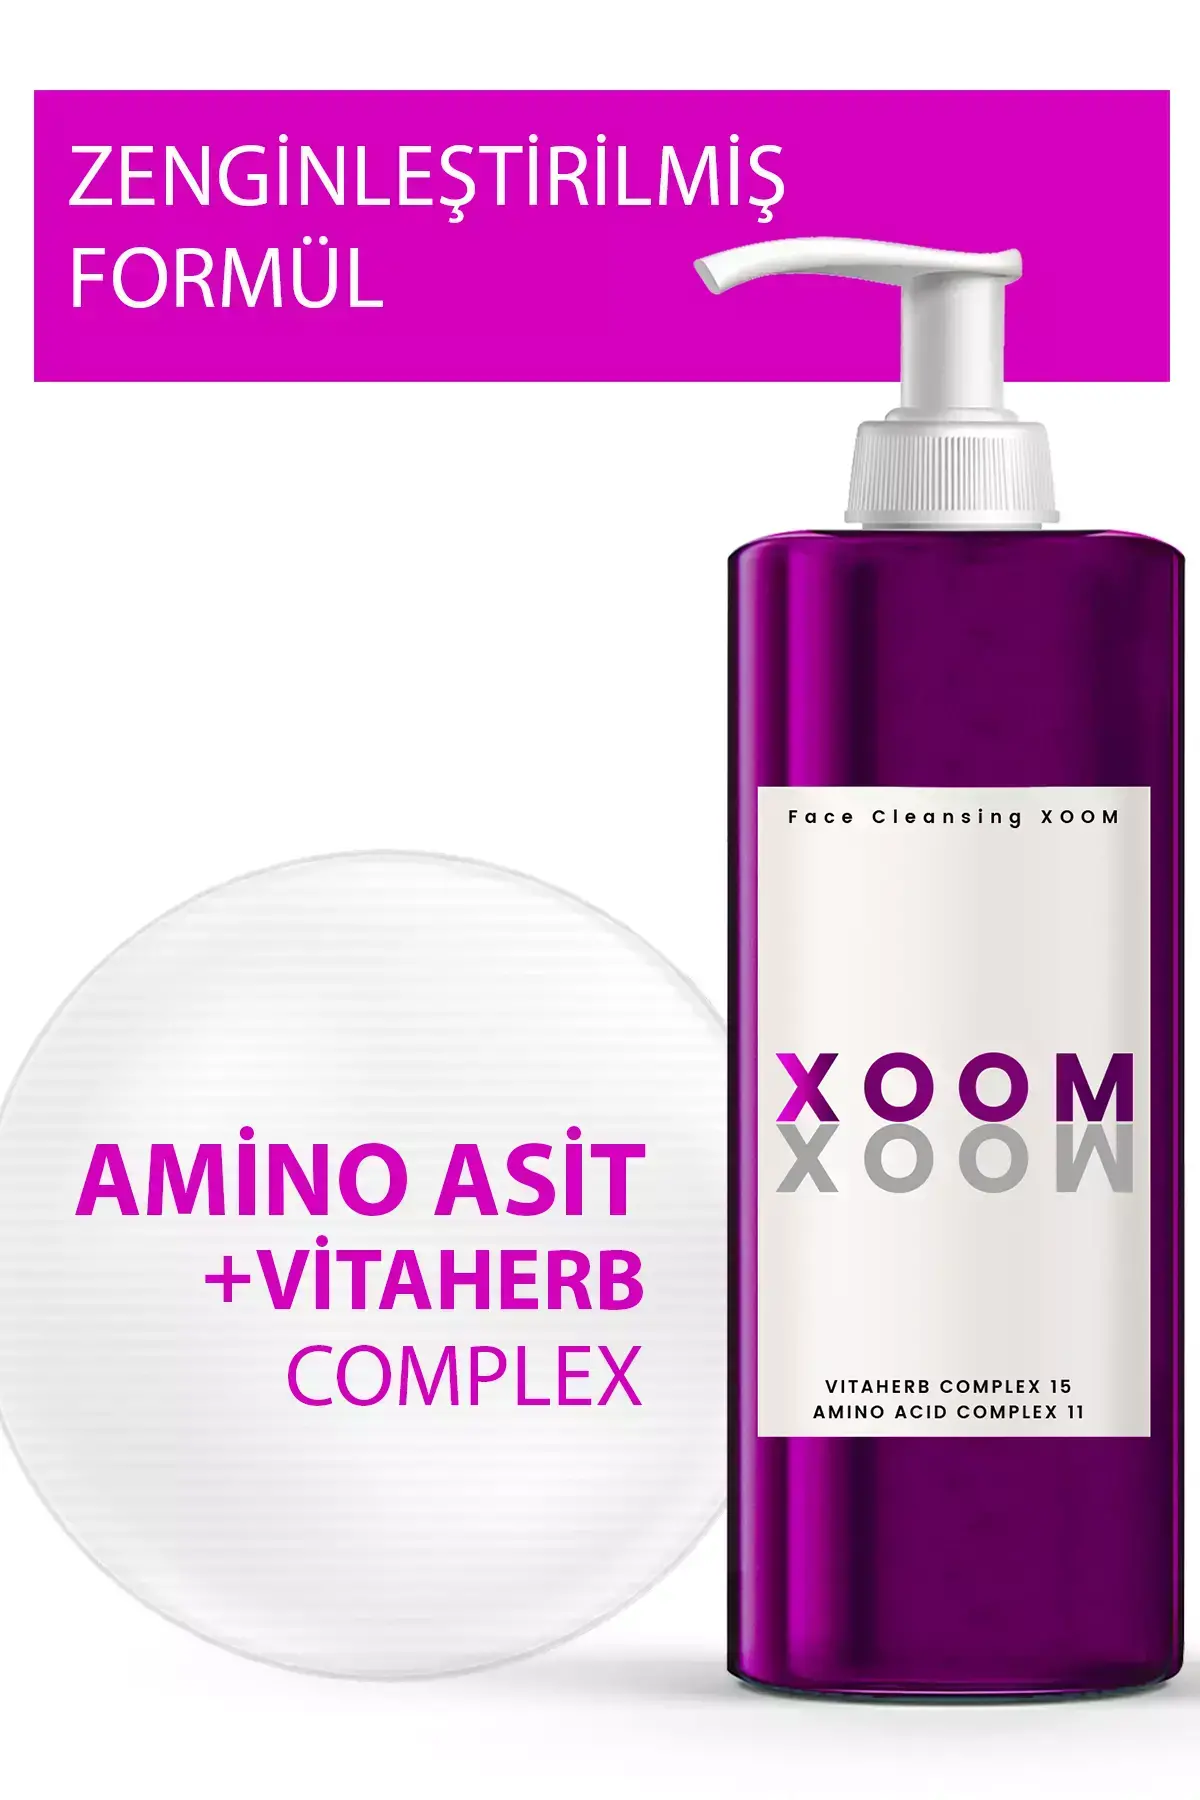 ZENGİNLEŞTİRİLMİŞ
FORMÜL
Face Cleansing XOOM
XOOM
XOOM
AMİNO ASİT
+VİTAHERB
COMPLEX
VITAHERB COMPLEX 15
AMINO ACID COMPLEX 11